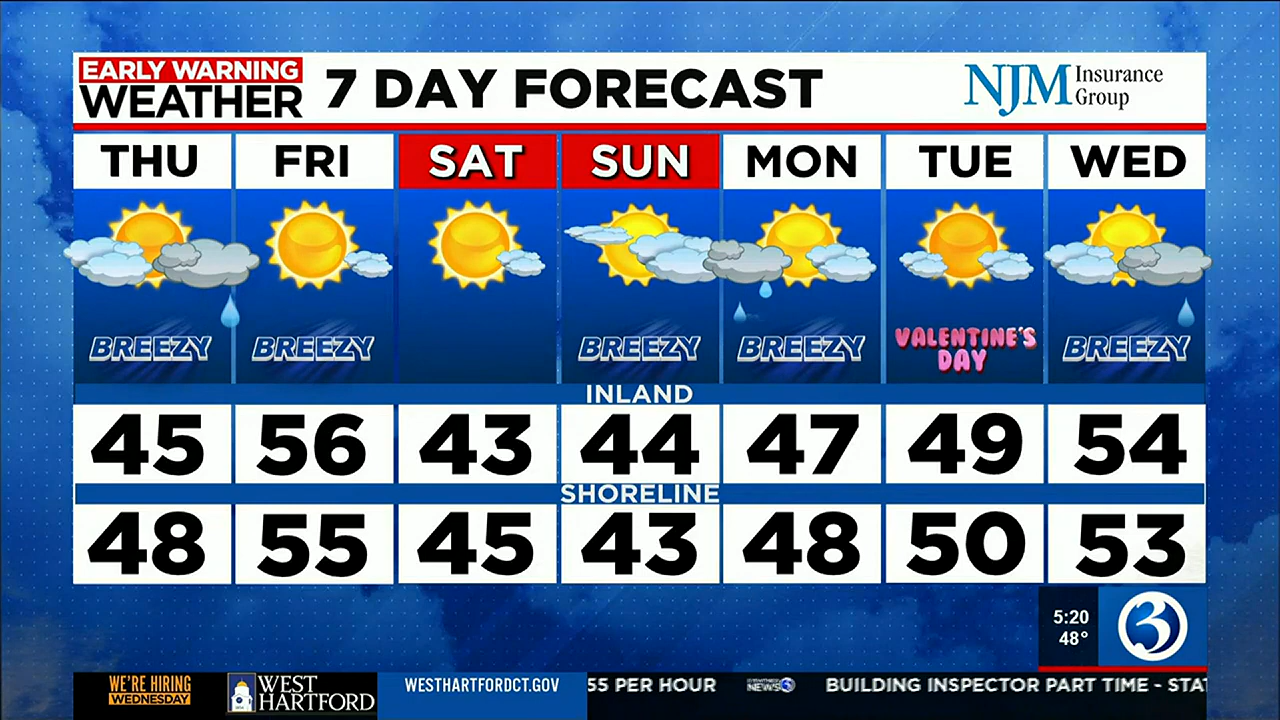 EARLY WARNING
WEATHER
7 DAY FORECAST
NJM Insurance
Group
THU FRI SAT SUN MON TUE WED
BREEZY BREEZY BREEZY BREEZY VALENTINE'S DAY BREEZY
INLAND
45 56 43 44 47 49 54
SHORELINE
48 55 45 43 48 50 53
5:20
48°
3
WE'RE HIRING
WEDNESDAY
WEST
HARTFORD
WESTHARTFORDCT.GOV
55 PER HOUR
NEWS 3
BUILDING INSPECTOR PART TIME - STAT